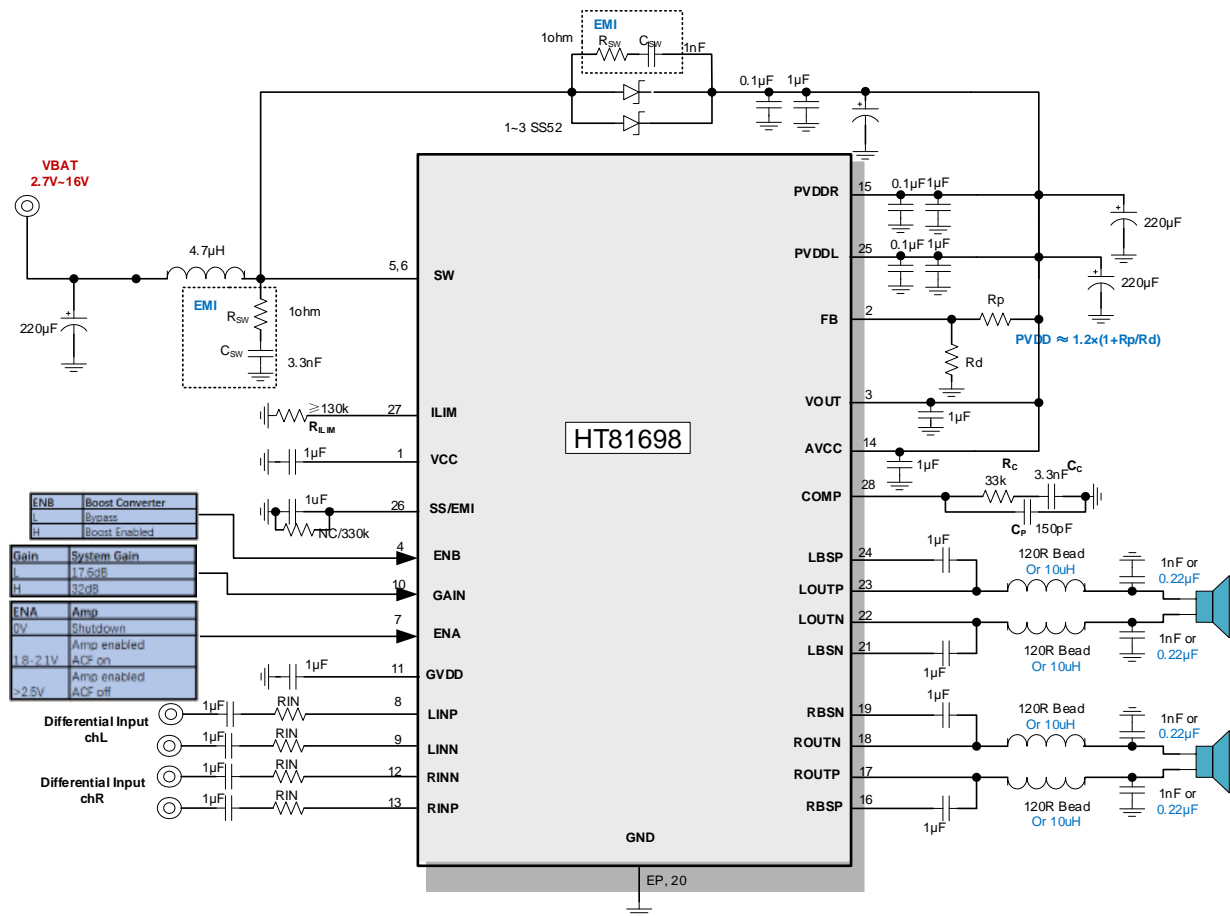 EMI
1ohm
RSW
CSW
1nF
1~3 SS52
0.1µF
1µF
VBAT
2.7V~16V
4.7µH
220µF
EMI
RSW
1ohm
CSW
3.3nF
HT81698
5,6
SW
≥130k
RILIM
27
ILIM
1µF
1
VCC
1uF
NC/330k
26
SS/EMI
4
ENB
10
GAIN
7
ENA
1µF
11
GVDD
ENB Boost Converter
L Bypass
H Boost Enabled
Gain System Gain
L 17.6dB
H 32dB
ENA Amp
0V Shutdown
Amp enabled
1.8-2.1V ACF on
Amp enabled
>2.5V ACF off
Differential Input
chL
1µF
RIN
8
LINP
1µF
RIN
9
LINN
Differential Input
chR
1µF
RIN
12
RINN
1µF
RIN
13
RINP
GND
EP, 20
PVDDR
15
0.1µF
1µF
220µF
PVDDL
25
0.1µF
1µF
220µF
FB
2
Rp
Rd
PVDD ≈ 1.2×(1+Rp/Rd)
VOUT
3
1µF
AVCC
14
1µF
COMP
28
RC
33k
3.3nF
CC
CP
150pF
LBSP
24
1µF
LOUTP
23
120R Bead
Or 10uH
1nF or
0.22µF
LOUTN
22
120R Bead
Or 10uH
1nF or
0.22µF
LBSN
21
1µF
RBSN
19
1µF
ROUTN
18
120R Bead
Or 10uH
1nF or
0.22µF
ROUTP
17
120R Bead
Or 10uH
1nF or
0.22µF
RBSP
16
1µF